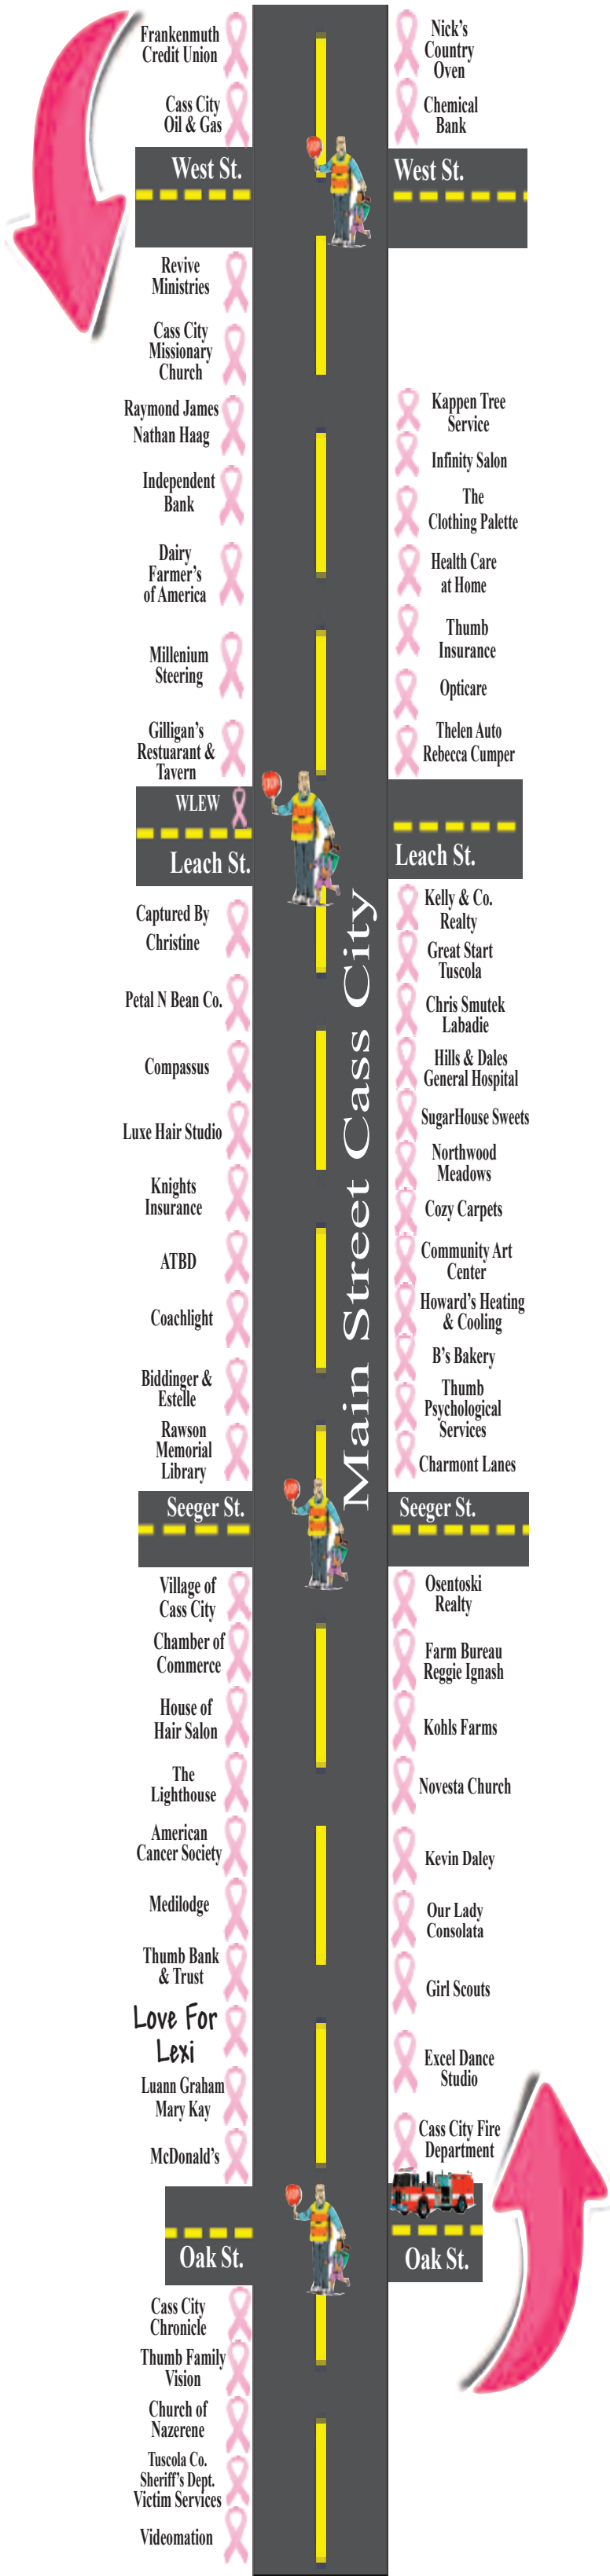 Frankenmuth
Credit Union
Cass City
Oil & Gas
West St.
Revive
Ministries
Cass City
Missionary
Church
Raymond James
Nathan Haag
Independent
Bank
Dairy
Farmer's
of America
Millenium
Steering
Gilligan's
Restuarant &
Tavern
WLEW
Leach St.
Captured By
Christine
Petal N Bean Co.
Compassus
Luxe Hair Studio
Knights
Insurance
ATBD
Coachlight
Biddinger &
Estelle
Rawson
Memorial
Library
Seeger St.
Village of
Cass City
Chamber of
Commerce
House of
Hair Salon
The
Lighthouse
American
Cancer Society
Medilodge
Thumb Bank
& Trust
Love For
Lexi
Luann Graham
Mary Kay
McDonald's
Oak St.
Cass City
Chronicle
Thumb Family
Vision
Church of
Nazerene
Tuscola Co.
Sheriff's Dept.
Victim Services
Videomation
Main Street Cass City
Nick's
Country
Oven
Chemical
Bank
West St.
Kappen Tree
Service
Infinity Salon
The
Clothing Palette
Health Care
at Home
Thumb
Insurance
Opticare
Thelen Auto
Rebecca Cumper
Leach St.
Kelly & Co.
Realty
Great Start
Tuscola
Chris Smutek
Labadie
Hills & Dales
General Hospital
SugarHouse Sweets
Northwood
Meadows
Cozy Carpets
Community Art
Center
Howard's Heating
& Cooling
B's Bakery
Thumb
Psychological
Services
Charmont Lanes
Seeger St.
Osentoski
Realty
Farm Bureau
Reggie Ignash
Kohls Farms
Novesta Church
Kevin Daley
Our Lady
Consolata
Girl Scouts
Excel Dance
Studio
Cass City Fire
Department
Oak St.